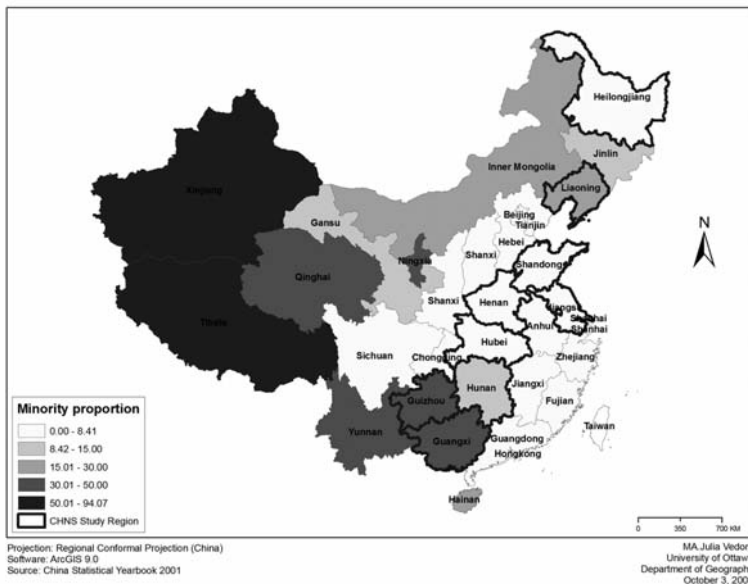 Heilongjiang
Jinlin
Inner Mongolia
Liaoning
Xinjiang
Gansu
Beijing
Tianjin
N
Hebei
Ningxia
Shanxi
Shandong
Qinghai
Shanxi
Henan
Jiangsu
Tibet
Anhui
Shanhai
Hubei
Sichuan
Chongqing
Zhejiang
Hunan
Jiangxi
Minority proportion
Guizhou
Fujian
0.00 - 8.41
Yunnan
Taiwan
8.42 - 15.00
Guangxi
Guangdong
15.01 - 30.00
Hongkong
30.01 - 50.00
50.01 - 94.07
Hainan
CHNS Study Region
0 350 700 KM
Projection: Regional Conformal Projection (China)
Software: ArcGIS 9.0
Source: China Statistical Yearbook 2001
MA.Julia Vedor
University of Ottaw
Department of Geograph
October 3, 200